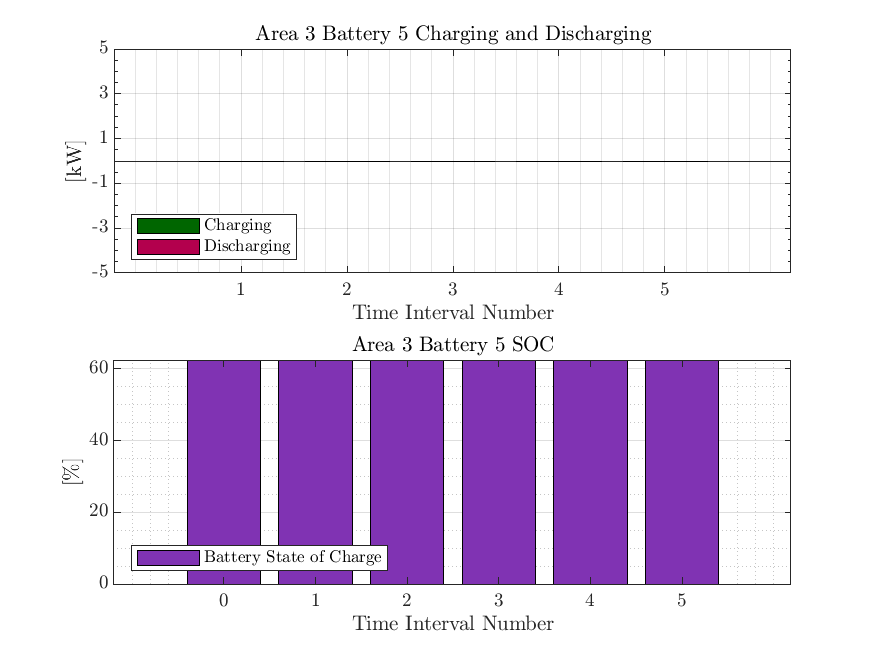 Area 3 Battery 5 Charging and Discharging
5
3
1
-1
-3
-5
[kW]
Charging
Discharging
1 2 3 4 5
Time Interval Number
Area 3 Battery 5 SOC
60
40
20
0
[%]
Battery State of Charge
0 1 2 3 4 5
Time Interval Number